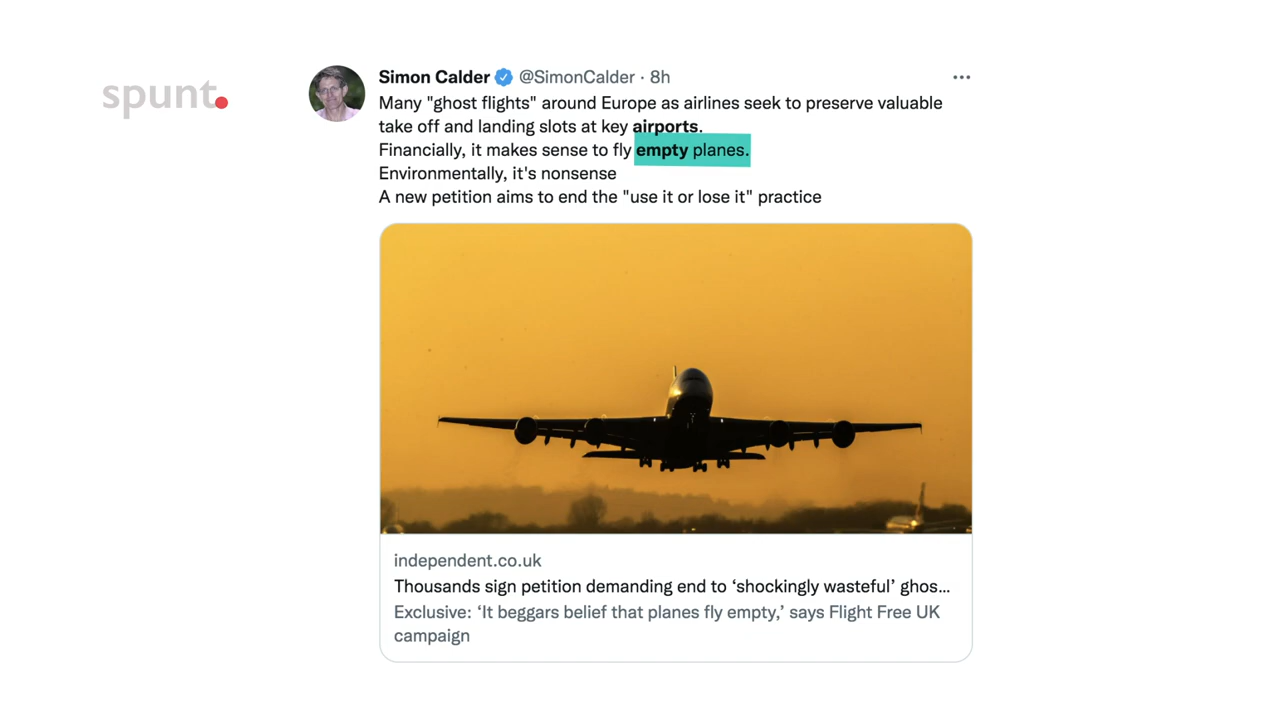 spunt.
Simon Calder @SimonCalder · 8h
Many "ghost flights" around Europe as airlines seek to preserve valuable
take off and landing slots at key airports.
Financially, it makes sense to fly empty planes.
Environmentally, it's nonsense
A new petition aims to end the "use it or lose it" practice
independent.co.uk
Thousands sign petition demanding end to ‘shockingly wasteful’ ghos...
Exclusive: ‘It beggars belief that planes fly empty,’ says Flight Free UK
campaign